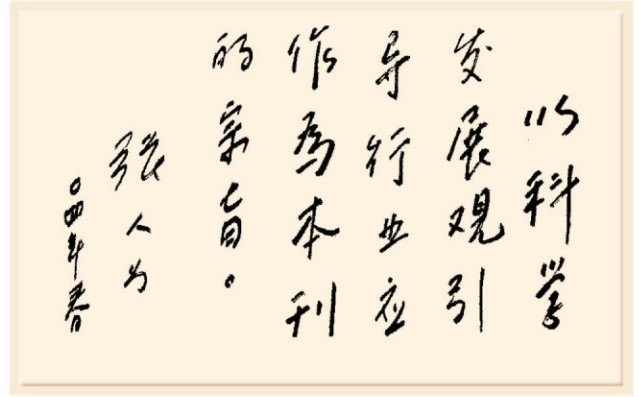 以科学
发展观引
导行业应
作為本刊
的宗旨。
张人为
〇四年春